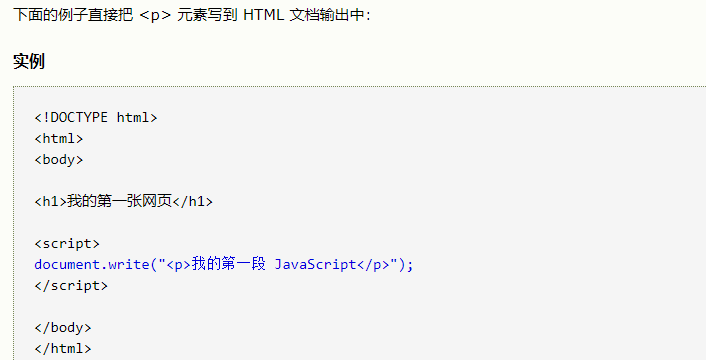 下面的例子直接把 <p> 元素写到 HTML 文档输出中：
实例
<!DOCTYPE html>
<html>
<body>
<h1>我的第一张网页</h1>
<script>
document.write("<p>我的第一段 JavaScript</p>");
</script>
</body>
</html>